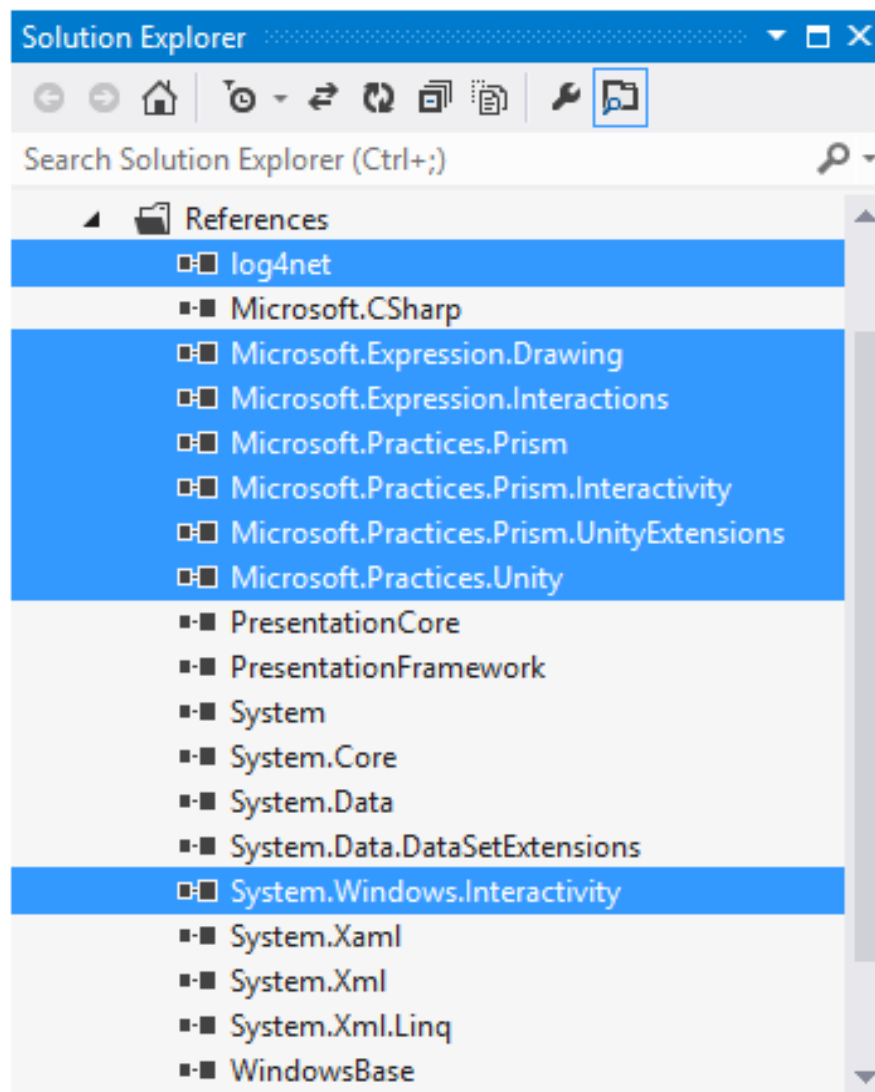 Solution Explorer
Search Solution Explorer (Ctrl+;)
References
log4net
Microsoft.CSharp
Microsoft.Expression.Drawing
Microsoft.Expression.Interactions
Microsoft.Practices.Prism
Microsoft.Practices.Prism.Interactivity
Microsoft.Practices.Prism.UnityExtensions
Microsoft.Practices.Unity
PresentationCore
PresentationFramework
System
System.Core
System.Data
System.Data.DataSetExtensions
System.Windows.Interactivity
System.Xaml
System.Xml
System.Xml.Linq
WindowsBase